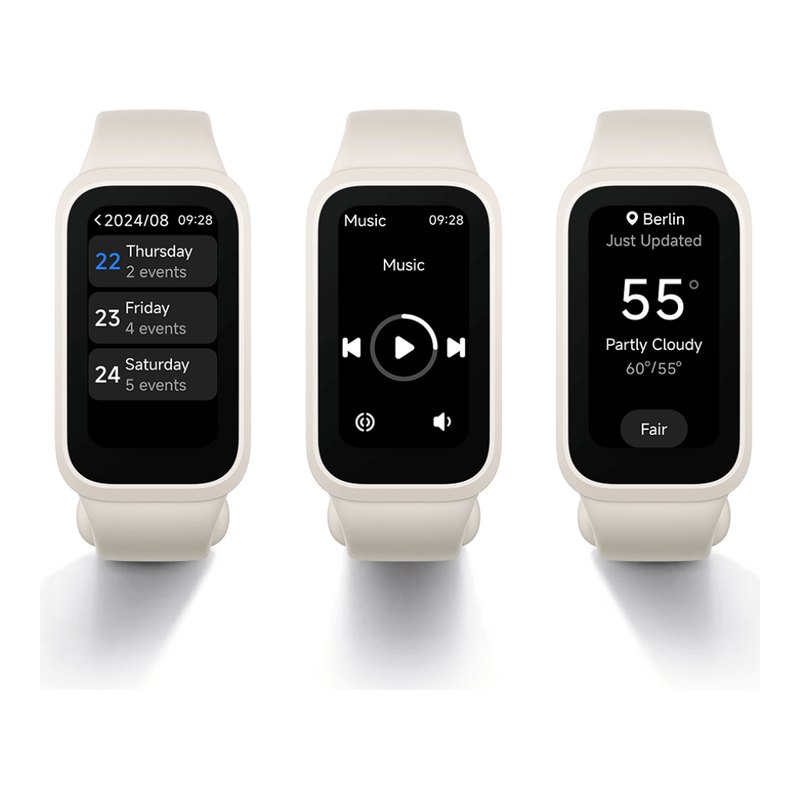 2024/08 09:28
22 Thursday
2 events
23 Friday
4 events
24 Saturday
5 events
Music 09:28
Music
Berlin
Just Updated
55°
Partly Cloudy
60°/55°
Fair